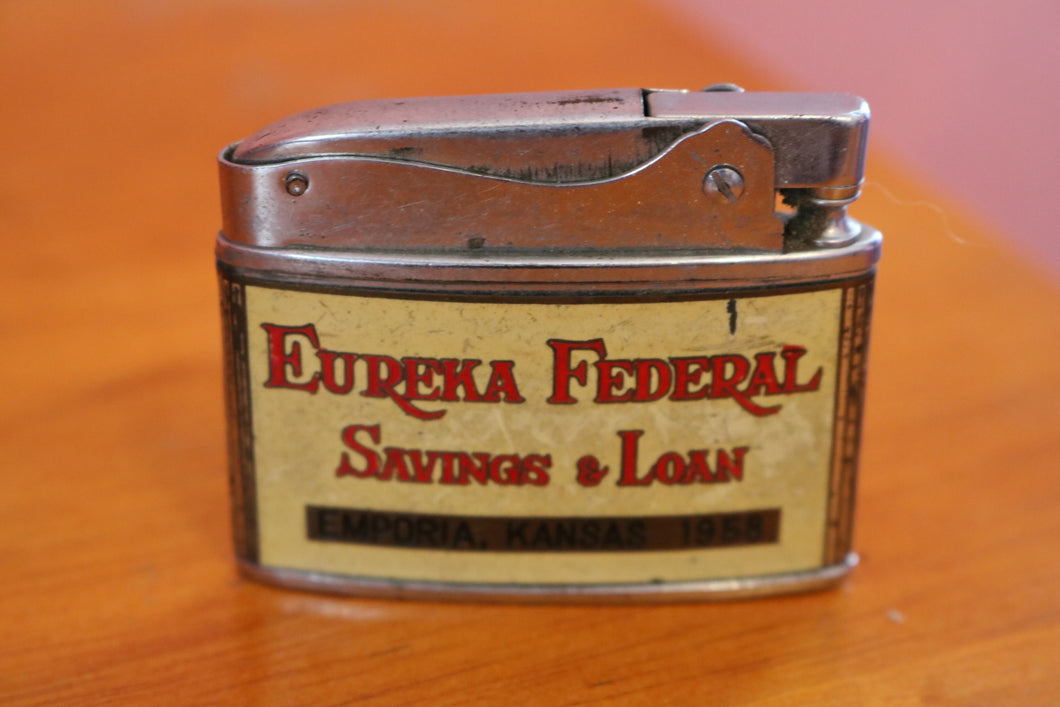 EUREKA FEDERAL
SAVINGS & LOAN
EMPORIA, KANSAS 1958